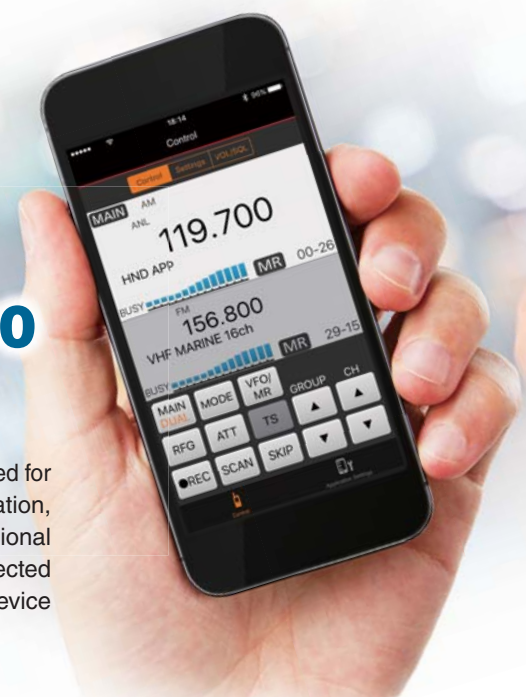 18:14
96%
Control
Control Settings VOL/SQL
MAIN AM
ANL
119.700
HND APP
BUSY MR 00-26
FM
156.800
VHF MARINE 16ch
BUSY MR 29-15
MAIN
DUAL
MODE
VFO/
MR
GROUP
CH
RFG
ATT
TS
●REC
SCAN
SKIP
Control
Application Settings
0
ed for
ation,
ional
ected
evice